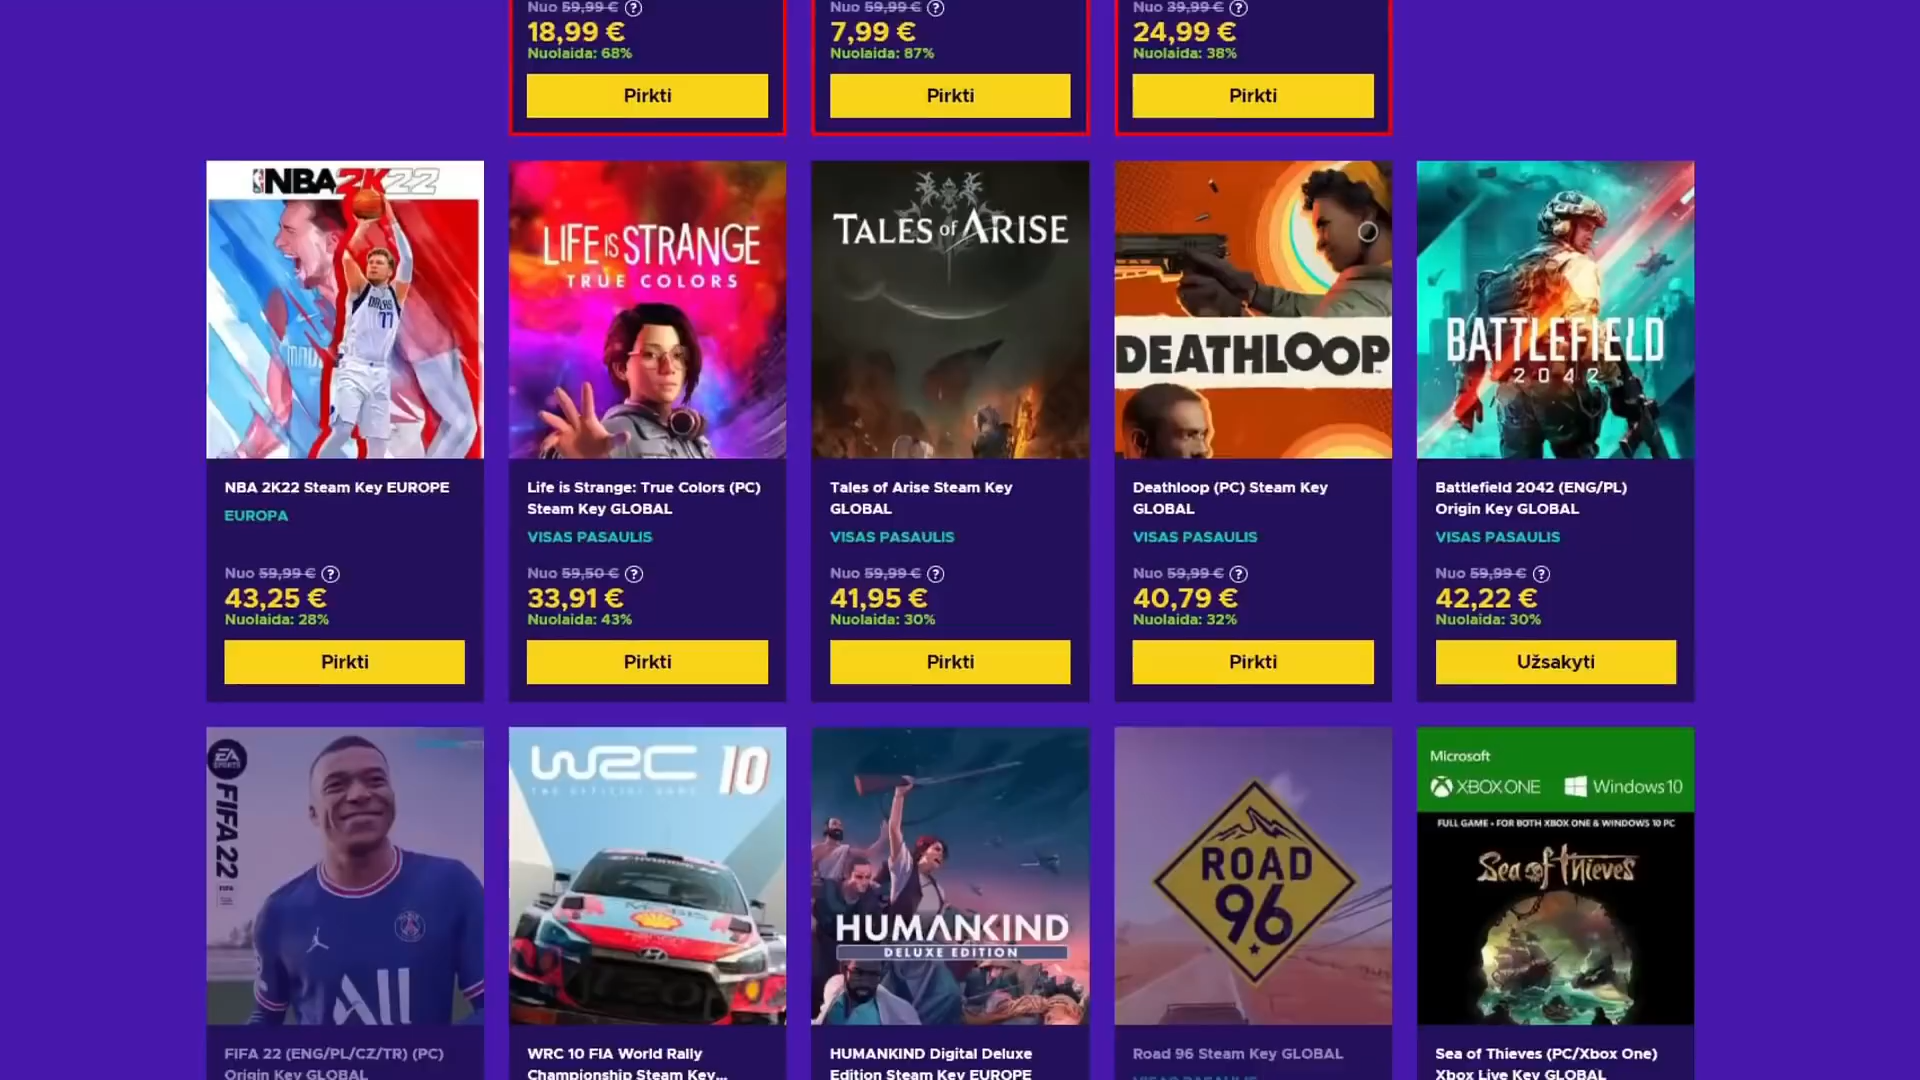 Nuo 59,99 € ?
18,99 €
Nuolaida: 68%
Pirkti
Nuo 59,99 € ?
7,99 €
Nuolaida: 87%
Pirkti
Nuo 39,99 € ?
24,99 €
Nuolaida: 38%
Pirkti
NBA 2K22
DALLAS
77
NBA 2K22 Steam Key EUROPE
EUROPA
Nuo 59,99 € ?
43,25 €
Nuolaida: 28%
Pirkti
LIFE IS STRANGE
TRUE COLORS
Life is Strange: True Colors (PC)
Steam Key GLOBAL
VISAS PASAULIS
Nuo 59,50 € ?
33,91 €
Nuolaida: 43%
Pirkti
TALES of ARISE
Tales of Arise Steam Key
GLOBAL
VISAS PASAULIS
Nuo 59,99 € ?
41,95 €
Nuolaida: 30%
Pirkti
DEATHLOOP
Deathloop (PC) Steam Key
GLOBAL
VISAS PASAULIS
Nuo 59,99 € ?
40,79 €
Nuolaida: 32%
Pirkti
BATTLEFIELD
2042
Battlefield 2042 (ENG/PL)
Origin Key GLOBAL
VISAS PASAULIS
Nuo 59,99 € ?
42,22 €
Nuolaida: 30%
Užsakyti
EA
SPORTS
FIFA 22
FIFA 22 (ENG/PL/CZ/TR) (PC)
Origin Key GLOBAL
WRC 10
THE OFFICIAL GAME
WRC 10 FIA World Rally
Championship Steam Key...
HUMANKIND
DELUXE EDITION
HUMANKIND Digital Deluxe
Edition Steam Key EUROPE
ROAD
96
Road 96 Steam Key GLOBAL
VISAS PASAULIS
Microsoft
XBOX ONE
Windows 10
FULL GAME • FOR BOTH XBOX ONE & WINDOWS 10 PC
Sea of Thieves
Sea of Thieves (PC/Xbox One)
Xbox Live Key GLOBAL